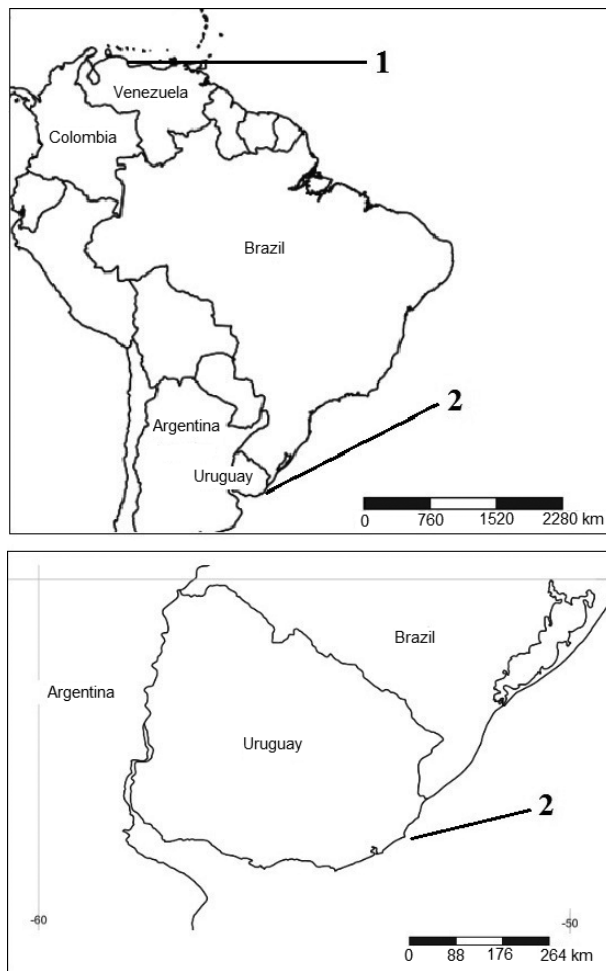 1
Venezuela
Colombia
Brazil
2
Argentina
Uruguay
0 760 1520 2280 km
Brazil
Argentina
Uruguay
2
-60
-50
0 88 176 264 km